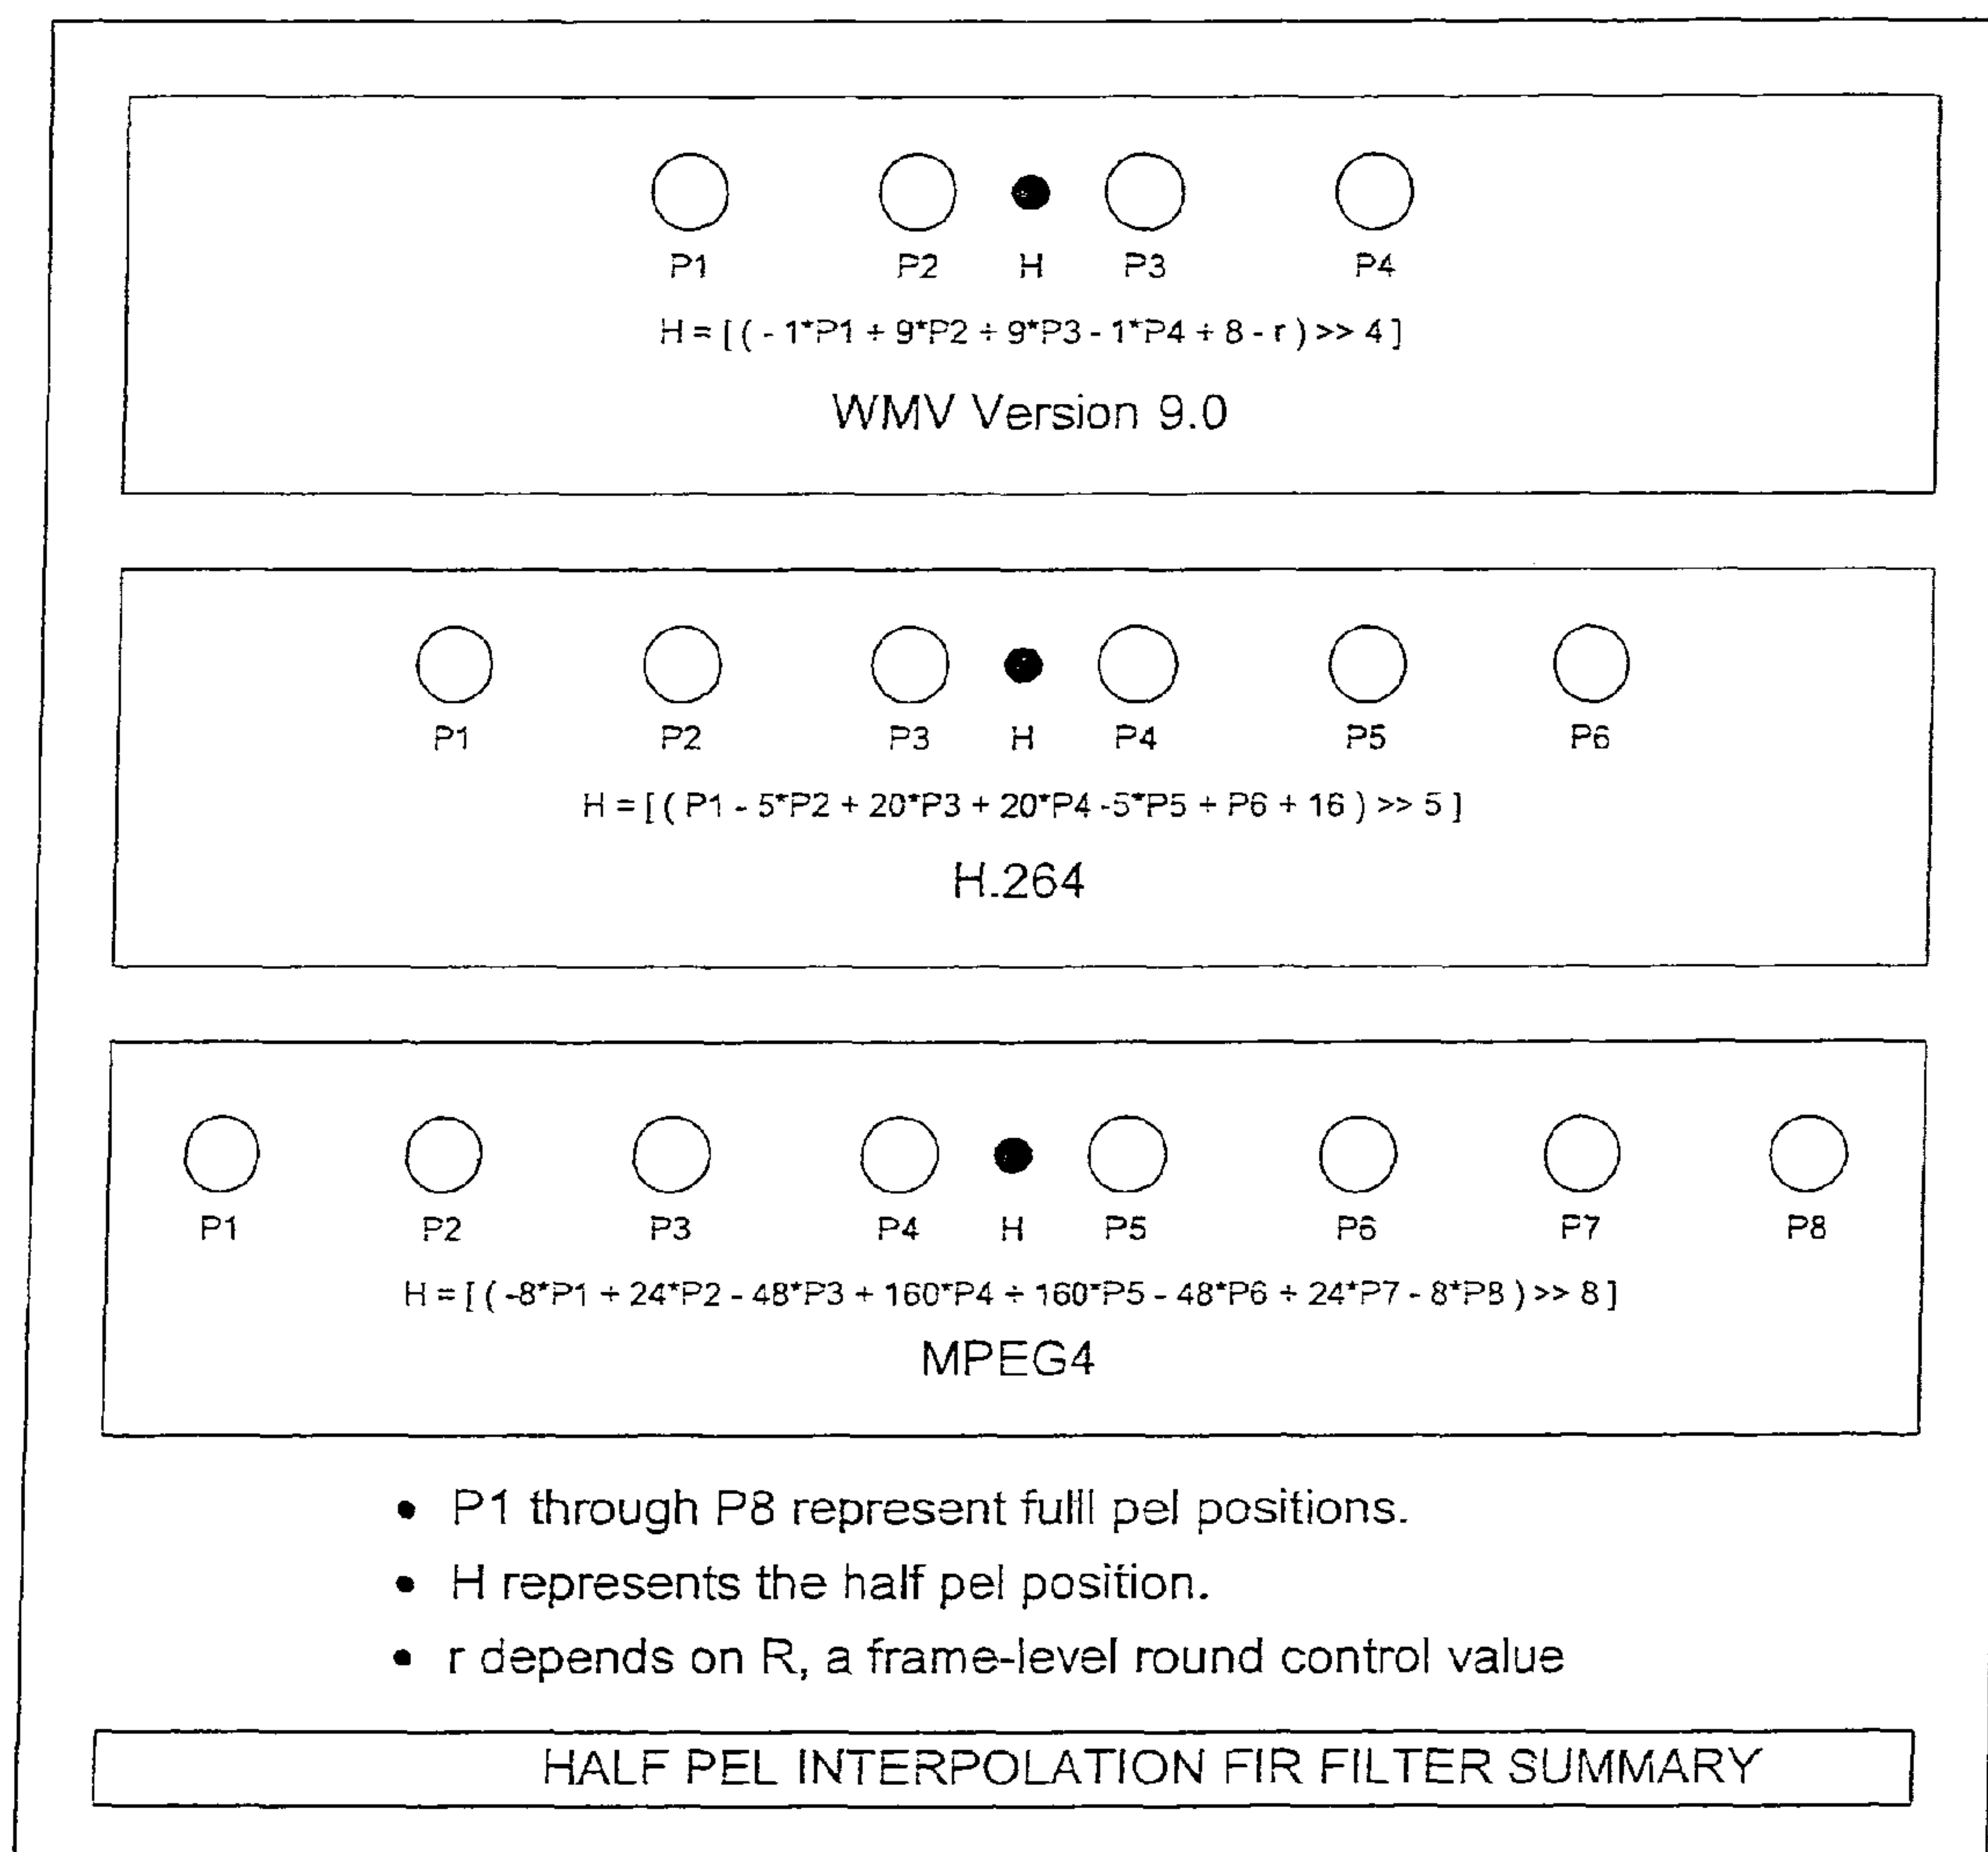 P1 P2 H P3 P4
H = [ ( - 1*P1 + 9*P2 + 9*P3 - 1*P4 + 8 - r ) >> 4 ]
WMV Version 9.0
P1 P2 P3 H P4 P5 P6
H = [ ( P1 - 5*P2 + 20*P3 + 20*P4 -5*P5 + P6 + 16 ) >> 5 ]
H.264
P1 P2 P3 P4 H P5 P6 P7 P8
H = [ ( -8*P1 + 24*P2 - 48*P3 + 160*P4 + 160*P5 - 48*P6 + 24*P7 - 8*P8 ) >> 8 ]
MPEG4
• P1 through P8 represent fulll pel positions.
• H represents the half pel position.
• r depends on R, a frame-level round control value
HALF PEL INTERPOLATION FIR FILTER SUMMARY